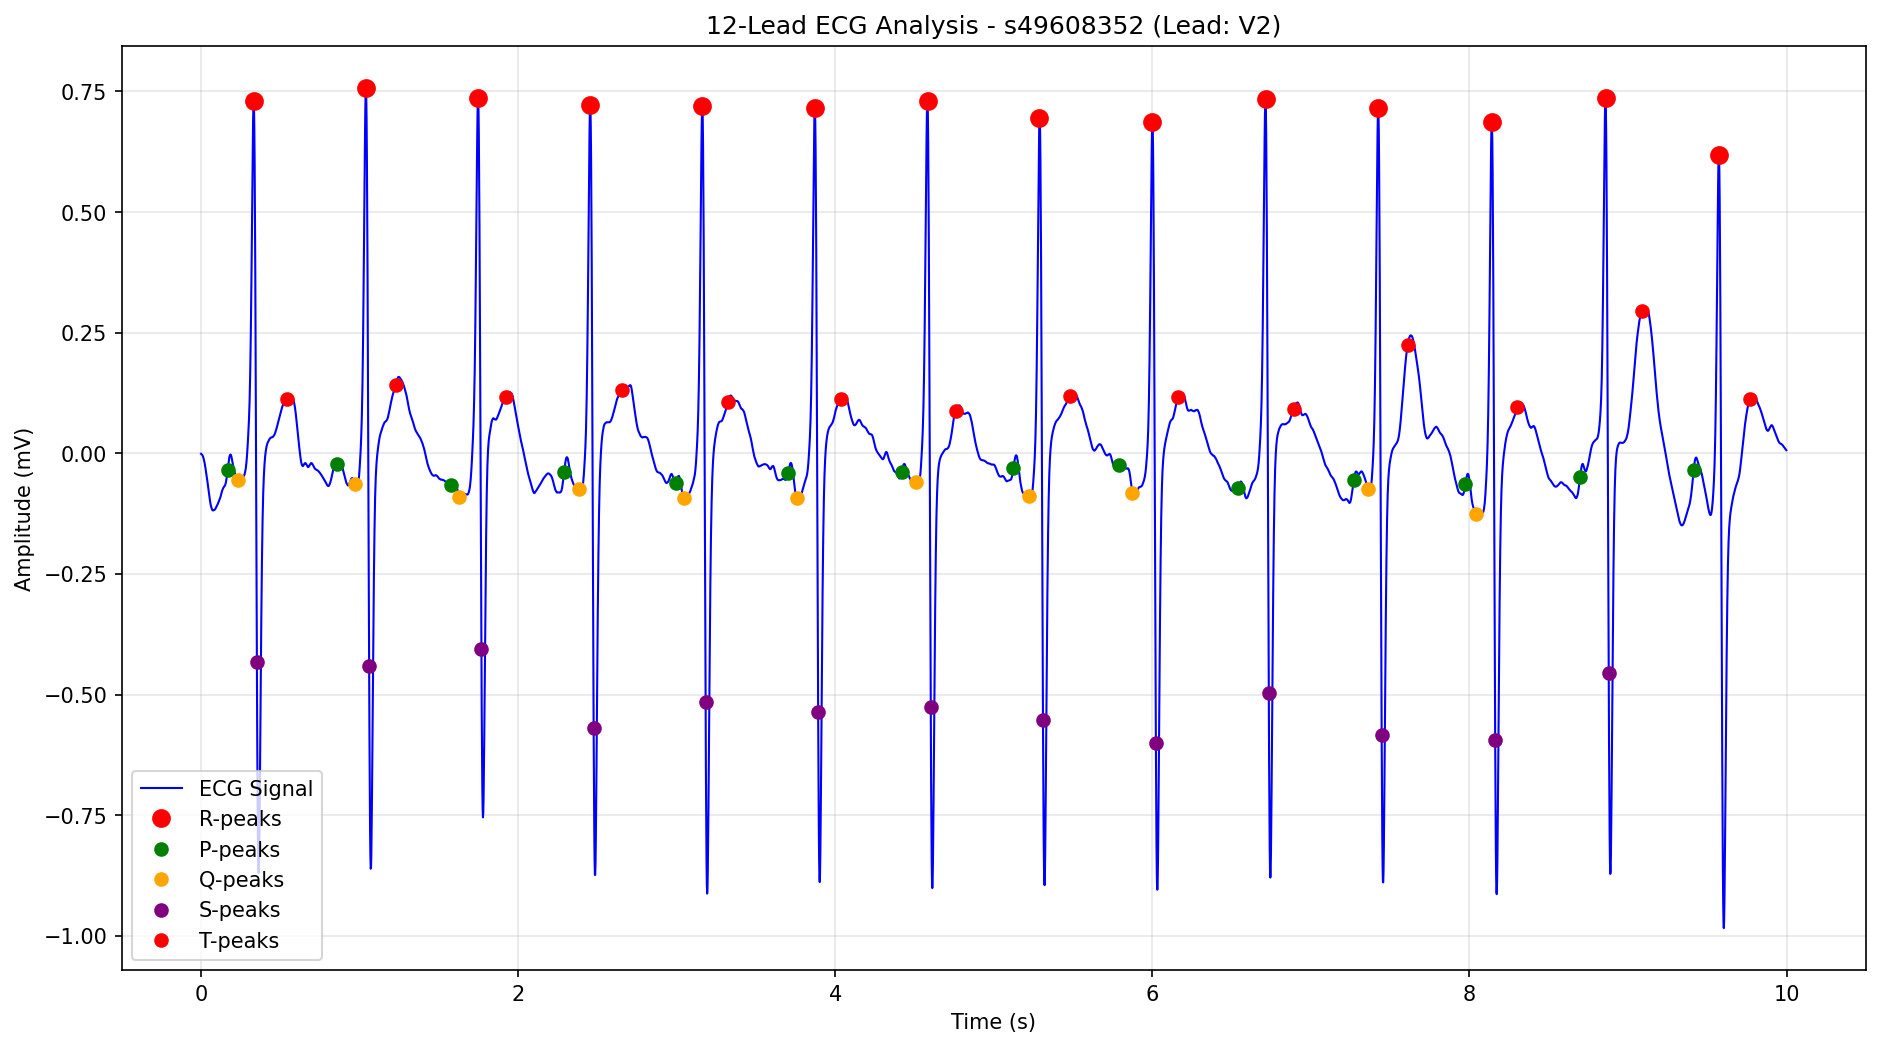 12-Lead ECG Analysis - s49608352 (Lead: V2)
Amplitude (mV)
0.75
0.50
0.25
0.00
−0.25
−0.50
−0.75
−1.00
ECG Signal
R-peaks
P-peaks
Q-peaks
S-peaks
T-peaks
0 2 4 6 8 10
Time (s)